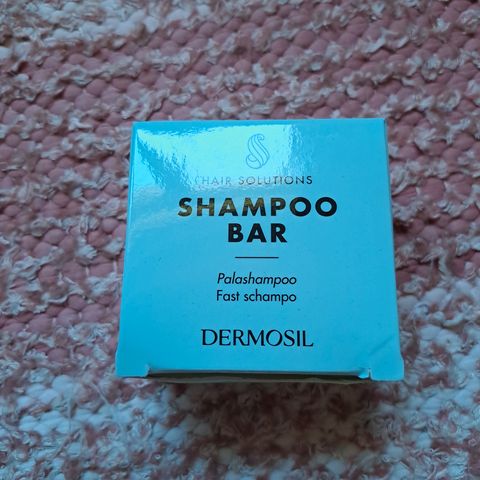 HAIR SOLUTIONS
SHAMPOO
BAR
Palashampoo
Fast schampo
DERMOSIL